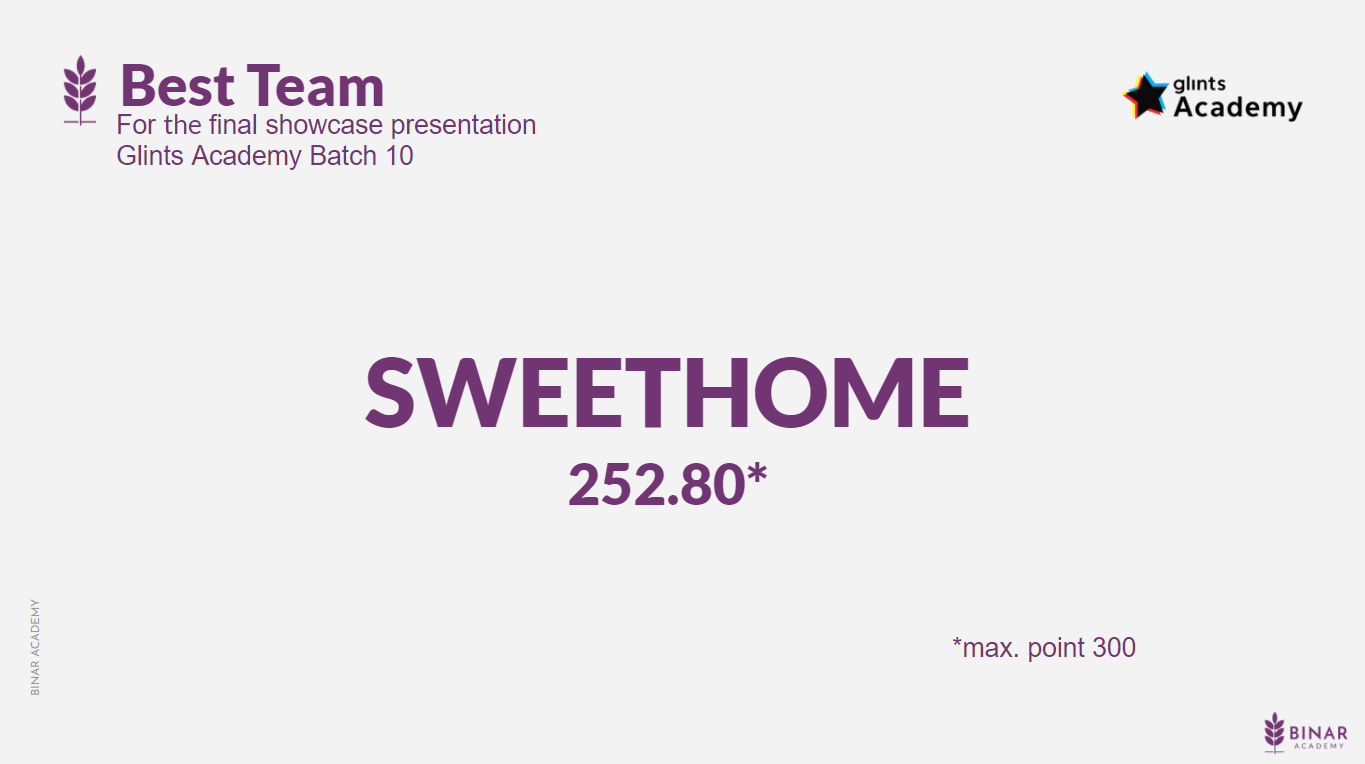 Best Team
For the final showcase presentation
Glints Academy Batch 10
glınts
Academy
SWEETHOME
252.80*
*max. point 300
BINAR ACADEMY
BINAR
ACADEMY